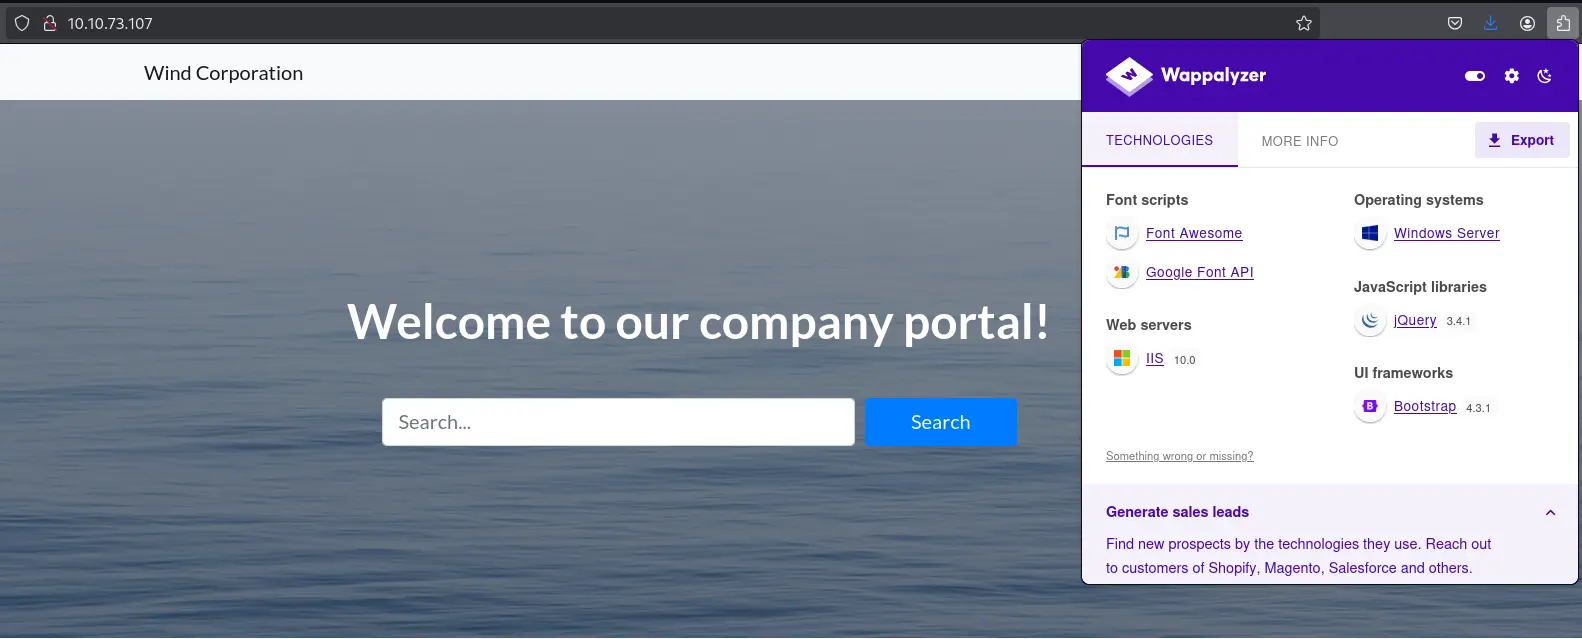 10.10.73.107
Wind Corporation
Welcome to our company portal!
Search...
Search
Wappalyzer
TECHNOLOGIES
MORE INFO
Export
Font scripts
Font Awesome
Google Font API
Web servers
IIS 10.0
Operating systems
Windows Server
JavaScript libraries
jQuery 3.4.1
UI frameworks
Bootstrap 4.3.1
Something wrong or missing?
Generate sales leads
Find new prospects by the technologies they use. Reach out
to customers of Shopify, Magento, Salesforce and others.